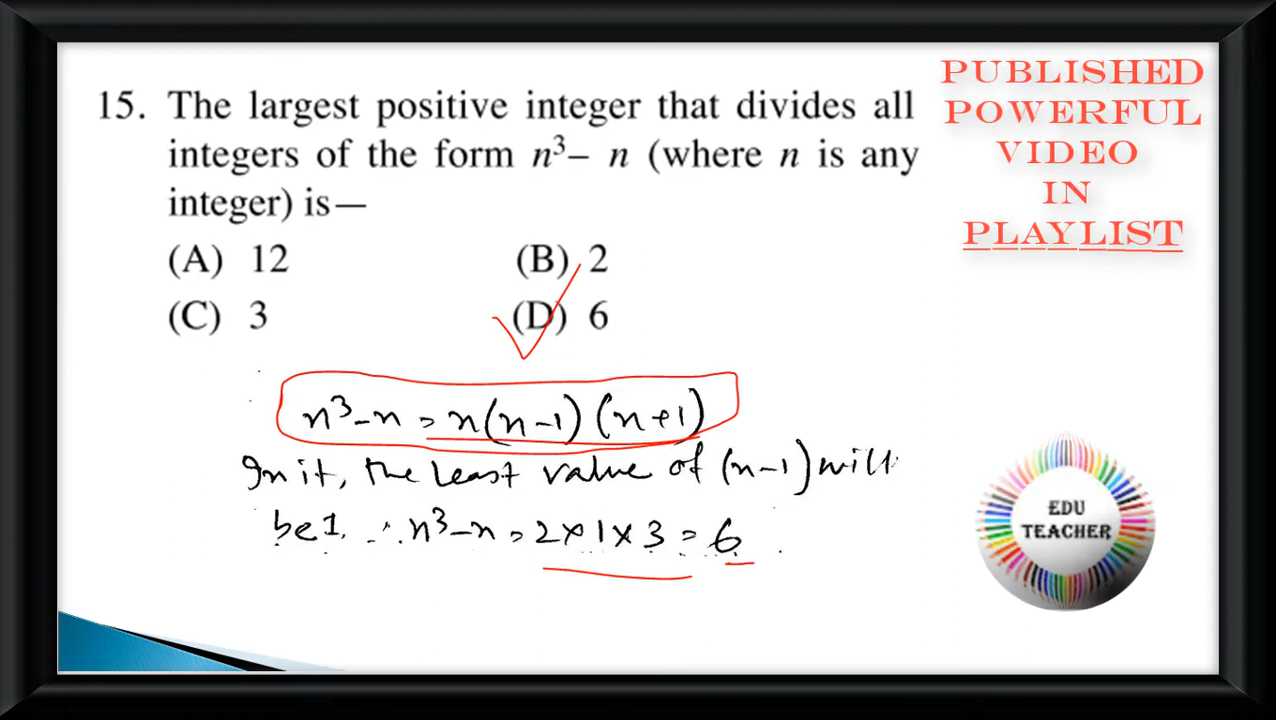 15. The largest positive integer that divides all
integers of the form n³– n (where n is any
integer) is—
(A) 12 (B) 2
(C) 3 (D) 6
n³-n = n(n-1)(n+1)
In it, the least value of (n-1) will
be 1. ∴ n³-n = 2×1×3 = 6
PUBLISHED
POWERFUL
VIDEO
IN
PLAYLIST
EDU
TEACHER